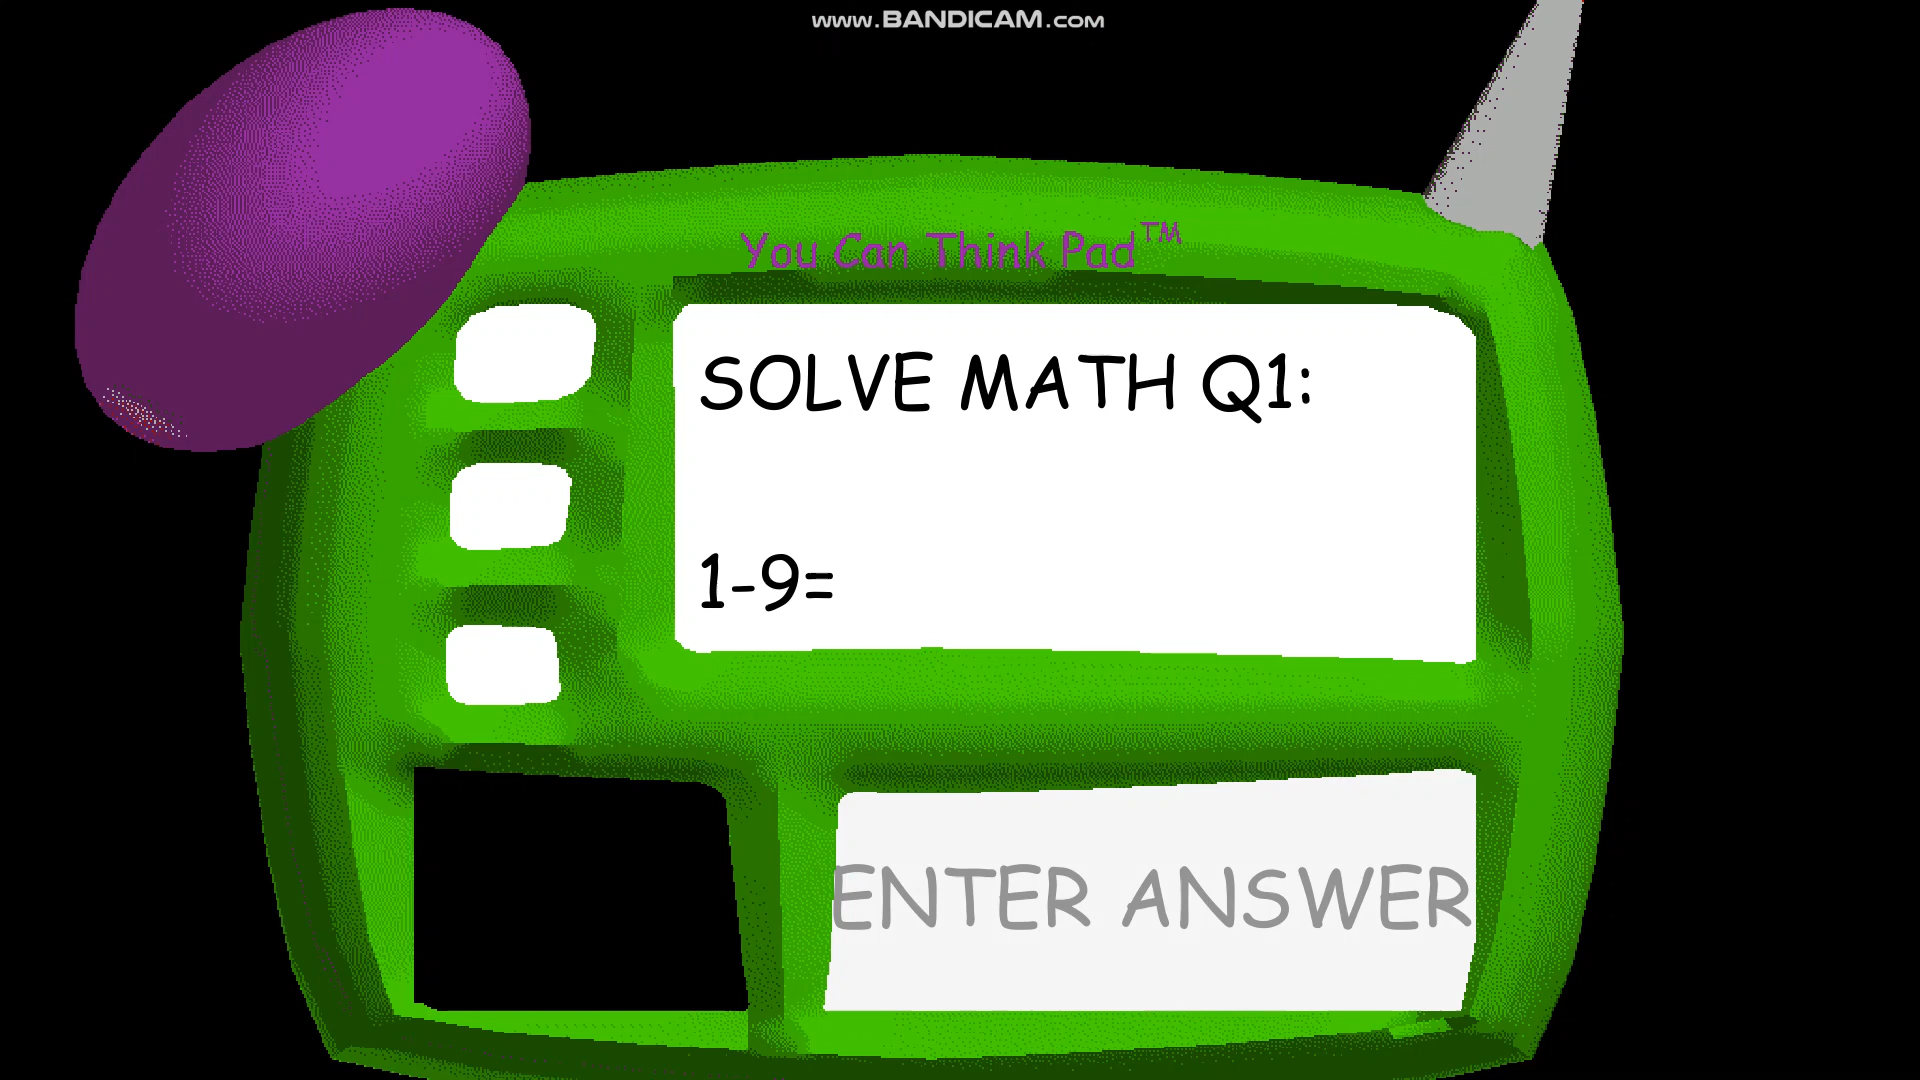 www.BANDICAM.com
You Can Think Pad™
SOLVE MATH Q1:
1-9=
ENTER ANSWER